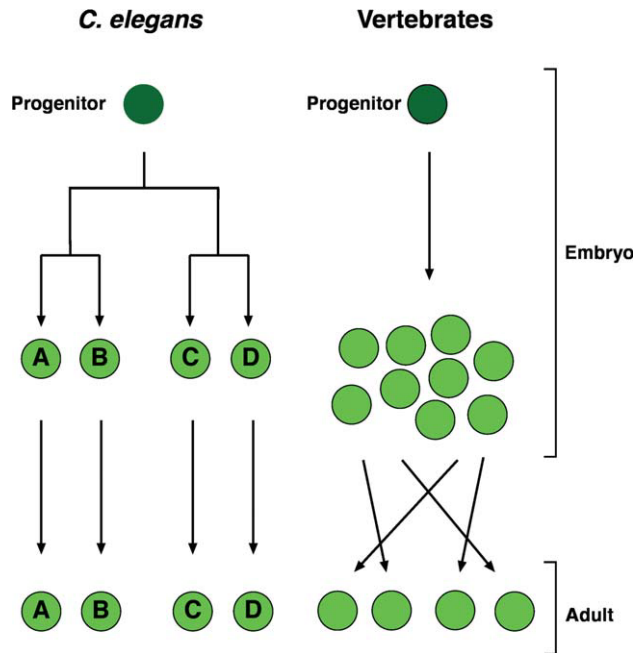 C. elegans
Vertebrates
Progenitor
Progenitor
Embryo
A B C D
A B C D
Adult